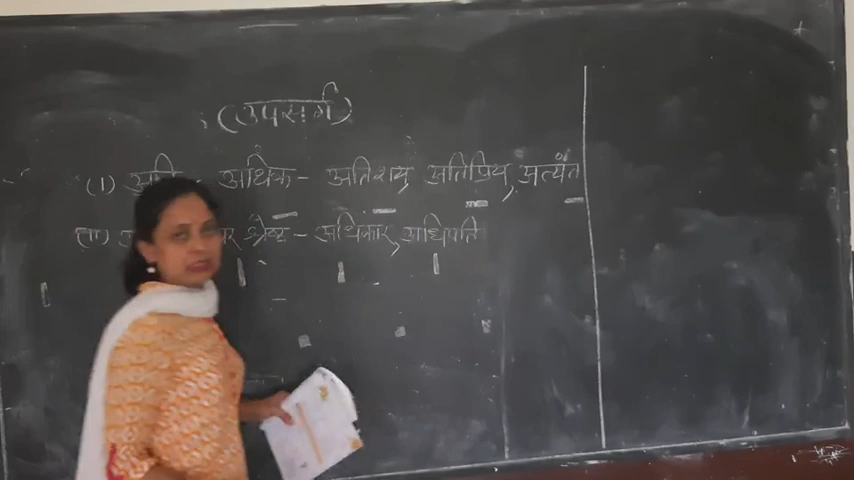 (उपसर्ग)
(1) अति - अधिक - अतिशय, अतिप्रिय, अत्यंत
श्रेष्ट - अधिकार, अधिपति